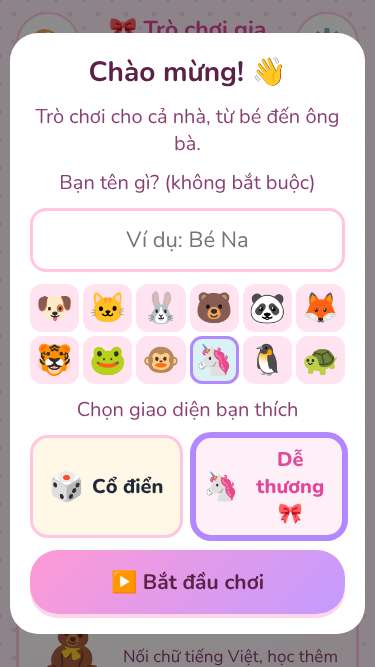 Trò chơi gia
Chào mừng! 👋
Trò chơi cho cả nhà, từ bé đến ông
bà.
Bạn tên gì? (không bắt buộc)
Ví dụ: Bé Na
Chọn giao diện bạn thích
Cổ điển
Dễ
thương
Bắt đầu chơi
Nối chữ tiếng Việt, học thêm